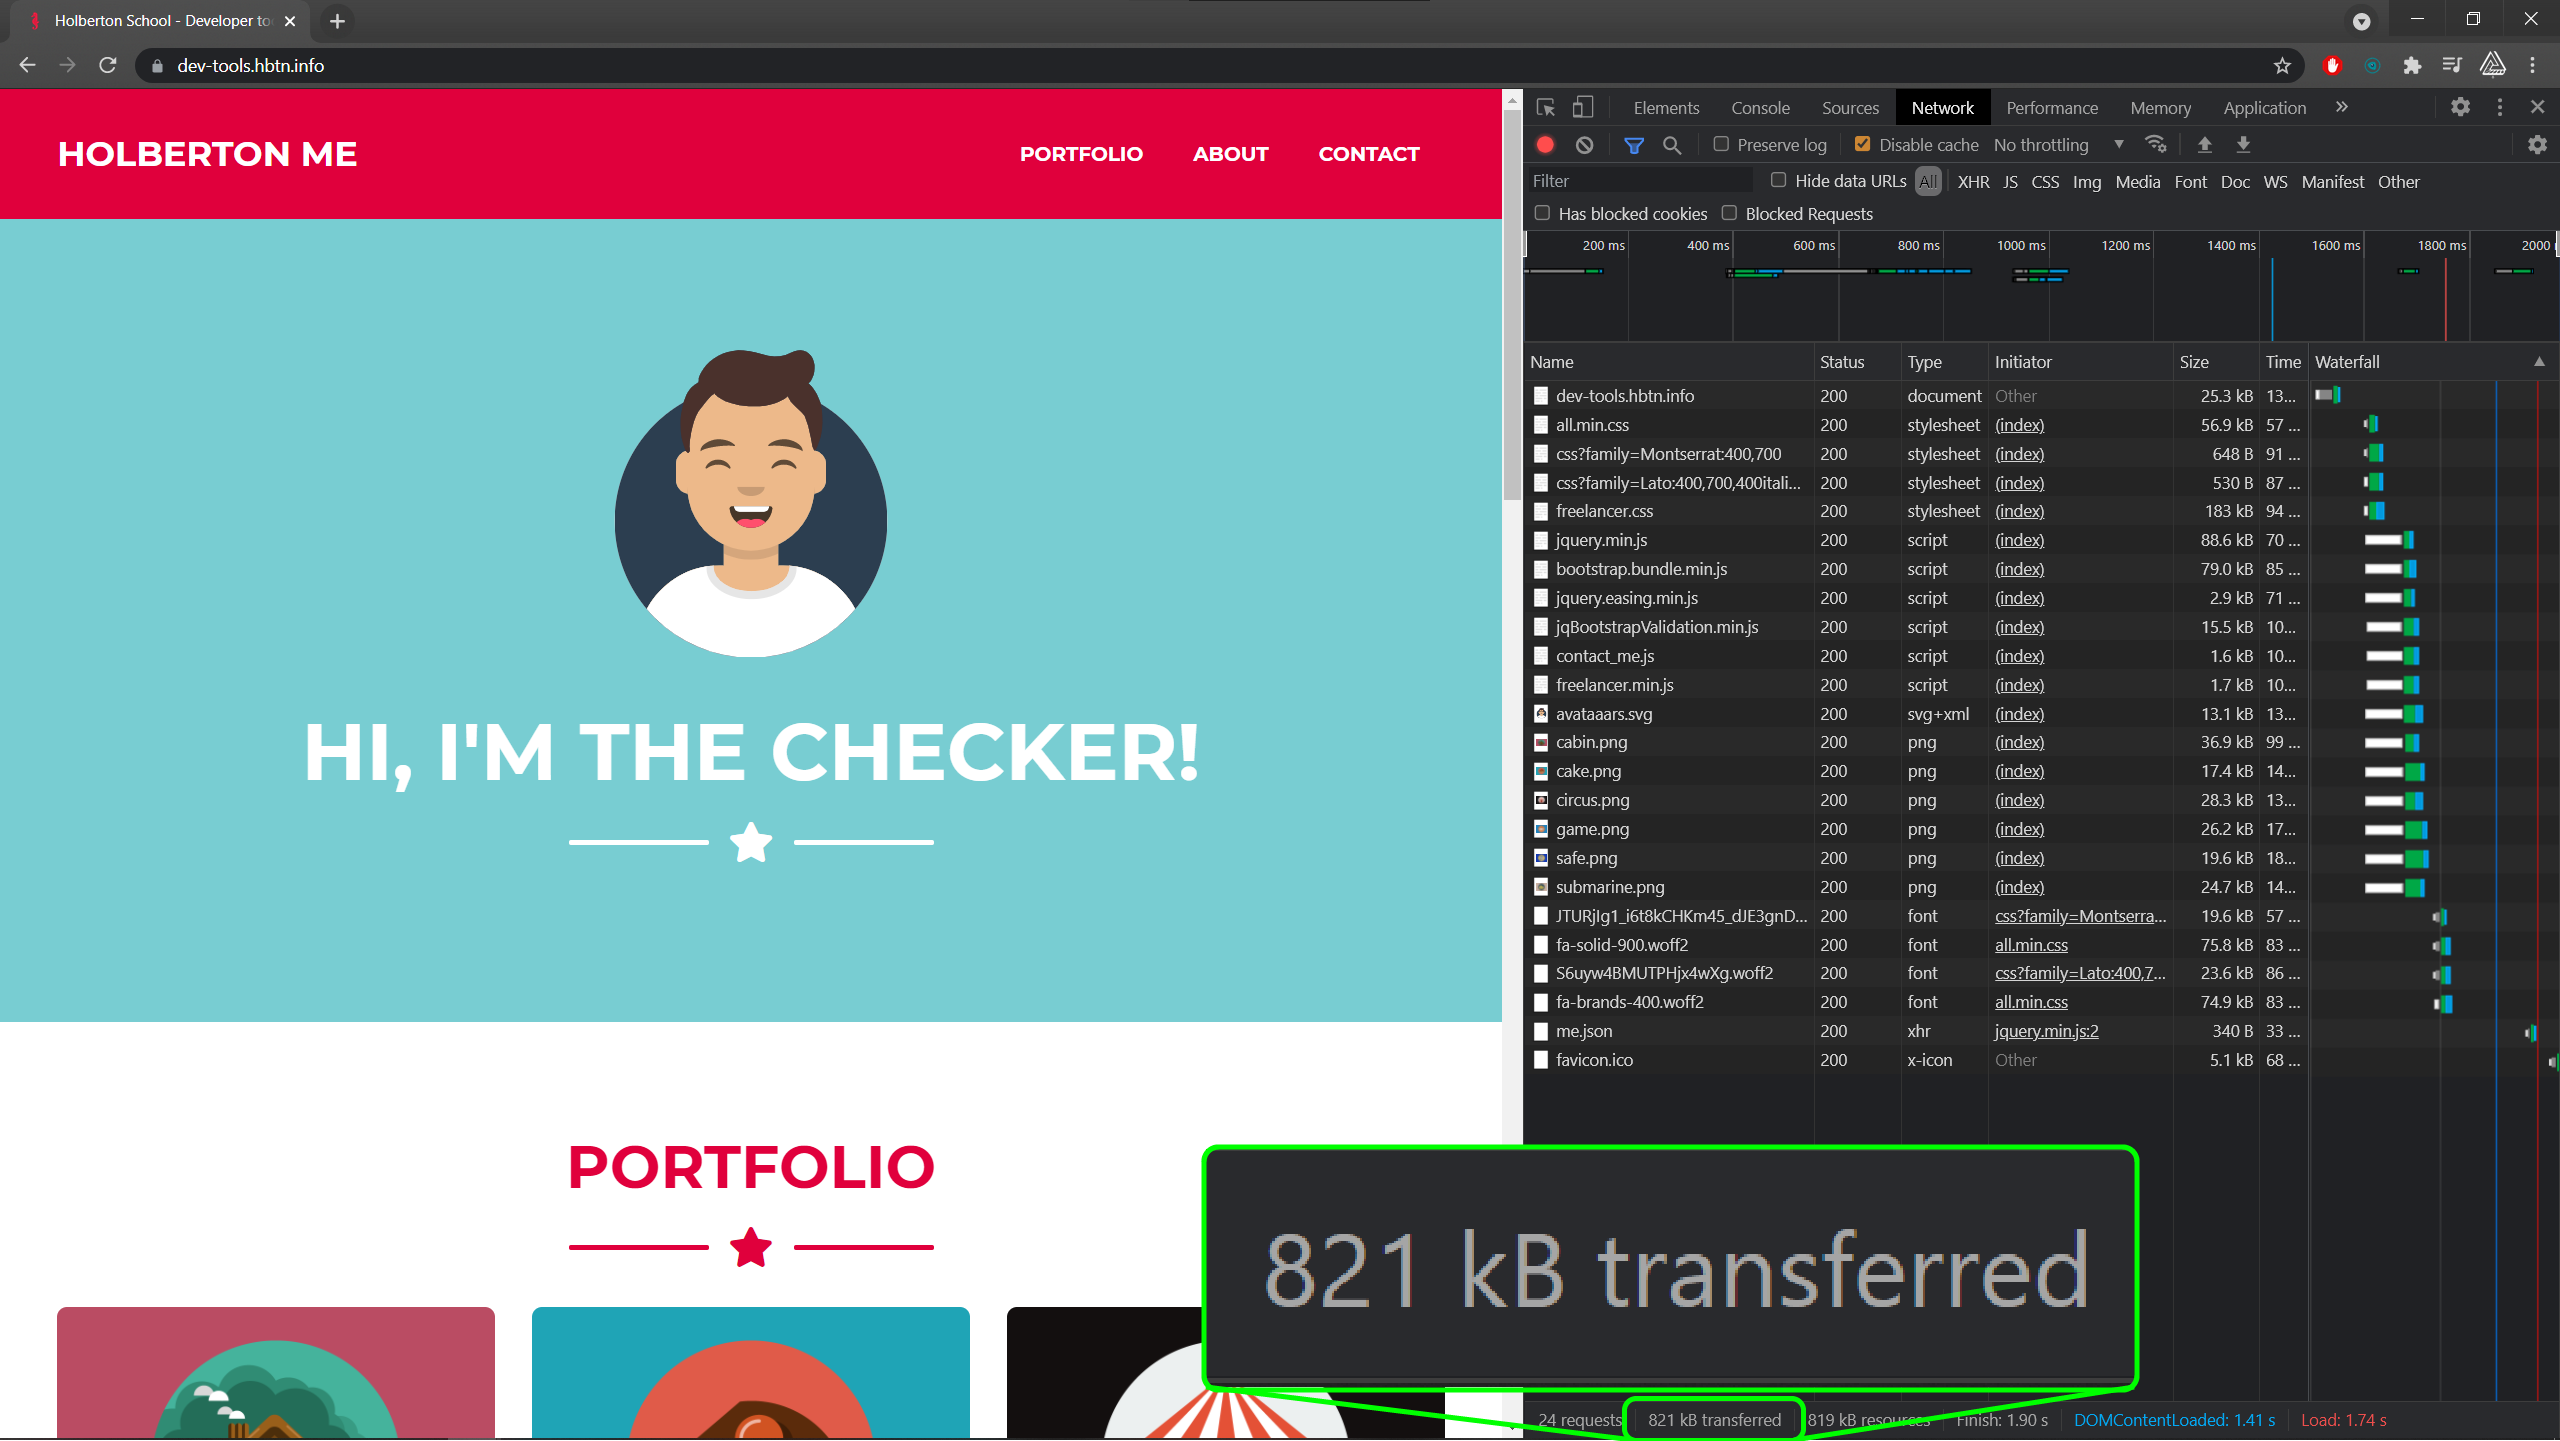 Holberton School - Developer to
dev-tools.hbtn.info
HOLBERTON ME
PORTFOLIO ABOUT CONTACT
HI, I'M THE CHECKER!
PORTFOLIO
Elements Console Sources Network Performance Memory Application »
Preserve log Disable cache No throttling
Filter Hide data URLs All XHR JS CSS Img Media Font Doc WS Manifest Other
Has blocked cookies Blocked Requests
200 ms 400 ms 600 ms 800 ms 1000 ms 1200 ms 1400 ms 1600 ms 1800 ms 2000
Name Status Type Initiator Size Time Waterfall
dev-tools.hbtn.info 200 document Other 25.3 kB 13...
all.min.css 200 stylesheet (index) 56.9 kB 57 ...
css?family=Montserrat:400,700 200 stylesheet (index) 648 B 91 ...
css?family=Lato:400,700,400itali... 200 stylesheet (index) 530 B 87 ...
freelancer.css 200 stylesheet (index) 183 kB 94 ...
jquery.min.js 200 script (index) 88.6 kB 70 ...
bootstrap.bundle.min.js 200 script (index) 79.0 kB 85 ...
jquery.easing.min.js 200 script (index) 2.9 kB 71 ...
jqBootstrapValidation.min.js 200 script (index) 15.5 kB 10...
contact_me.js 200 script (index) 1.6 kB 10...
freelancer.min.js 200 script (index) 1.7 kB 10...
avataaars.svg 200 svg+xml (index) 13.1 kB 13...
cabin.png 200 png (index) 36.9 kB 99 ...
cake.png 200 png (index) 17.4 kB 14...
circus.png 200 png (index) 28.3 kB 13...
game.png 200 png (index) 26.2 kB 17...
safe.png 200 png (index) 19.6 kB 18...
submarine.png 200 png (index) 24.7 kB 14...
JTURjIg1_i6t8kCHKm45_dJE3gnD... 200 font css?family=Montserra... 19.6 kB 57 ...
fa-solid-900.woff2 200 font all.min.css 75.8 kB 83 ...
S6uyw4BMUTPHjx4wXg.woff2 200 font css?family=Lato:400,7... 23.6 kB 86 ...
fa-brands-400.woff2 200 font all.min.css 74.9 kB 83 ...
me.json 200 xhr jquery.min.js:2 340 B 33 ...
favicon.ico 200 x-icon Other 5.1 kB 68 ...
821 kB transferred
24 requests 821 kB transferred 819 kB resources Finish: 1.90 s DOMContentLoaded: 1.41 s Load: 1.74 s